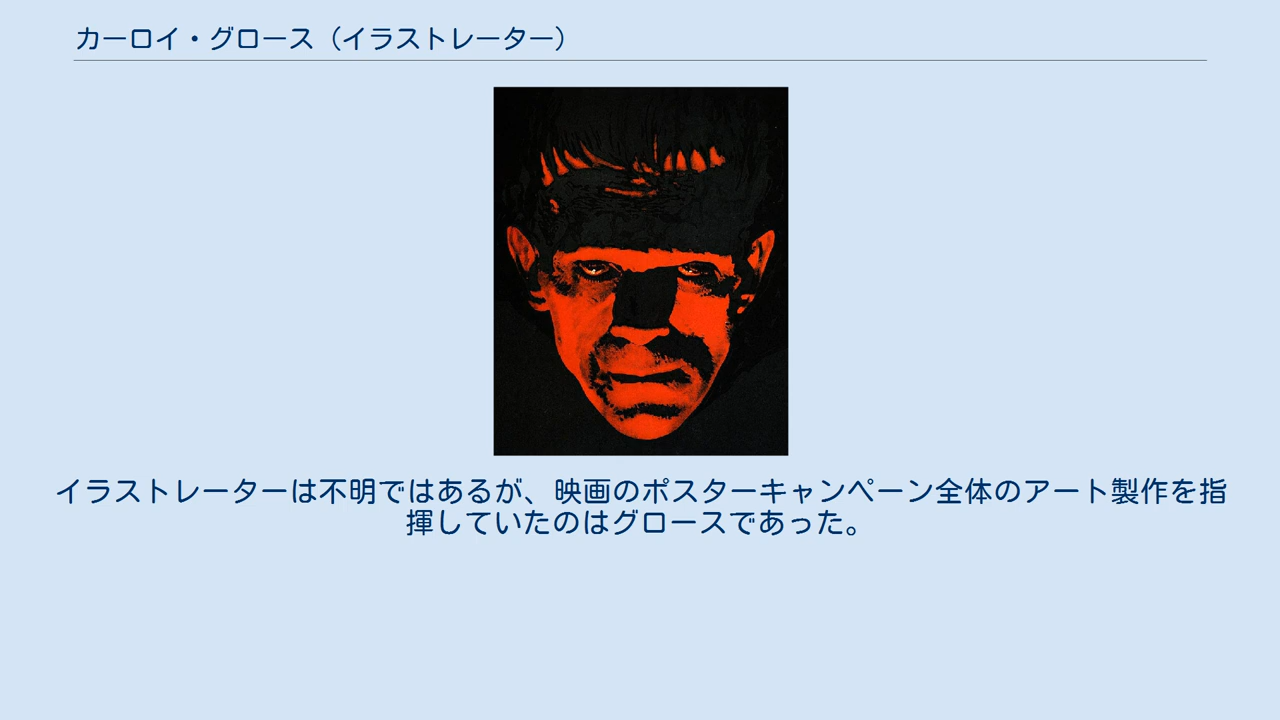 カーロイ・グロース（イラストレーター）
イラストレーターは不明ではあるが、映画のポスターキャンペーン全体のアート製作を指
揮していたのはグロースであった。